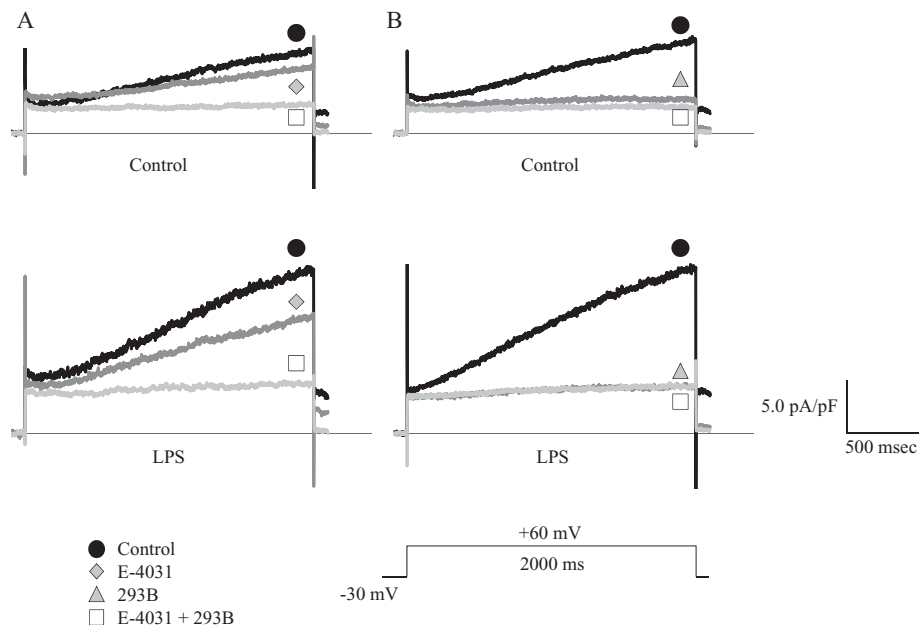 A
B
Control
Control
LPS
LPS
5.0 pA/pF
500 msec
Control
E-4031
293B
E-4031 + 293B
+60 mV
2000 ms
-30 mV